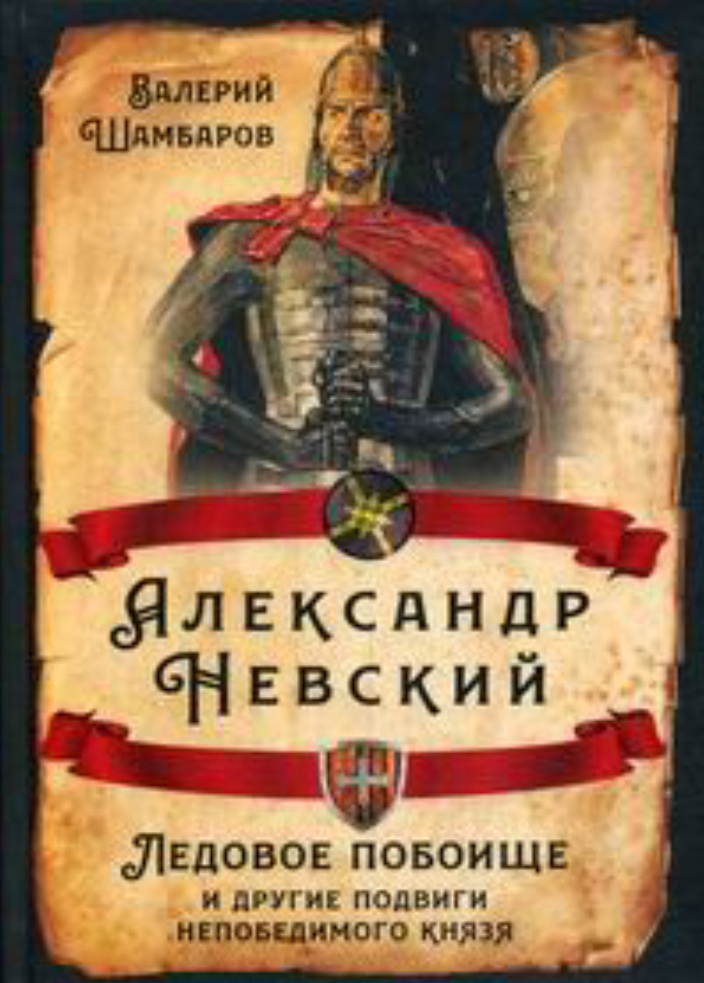 Валерий
Шамбаров
Александр
Невский
Ледовое побоище
и другие подвиги
непобедимого князя